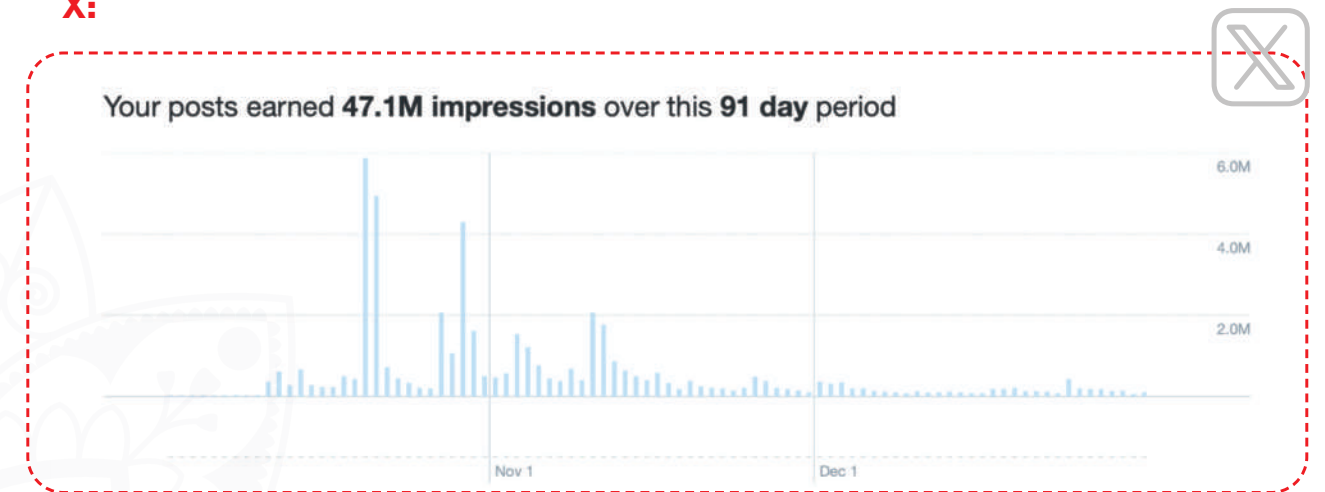 X:
Your posts earned 47.1M impressions over this 91 day period
6.0M
4.0M
2.0M
Nov 1
Dec 1